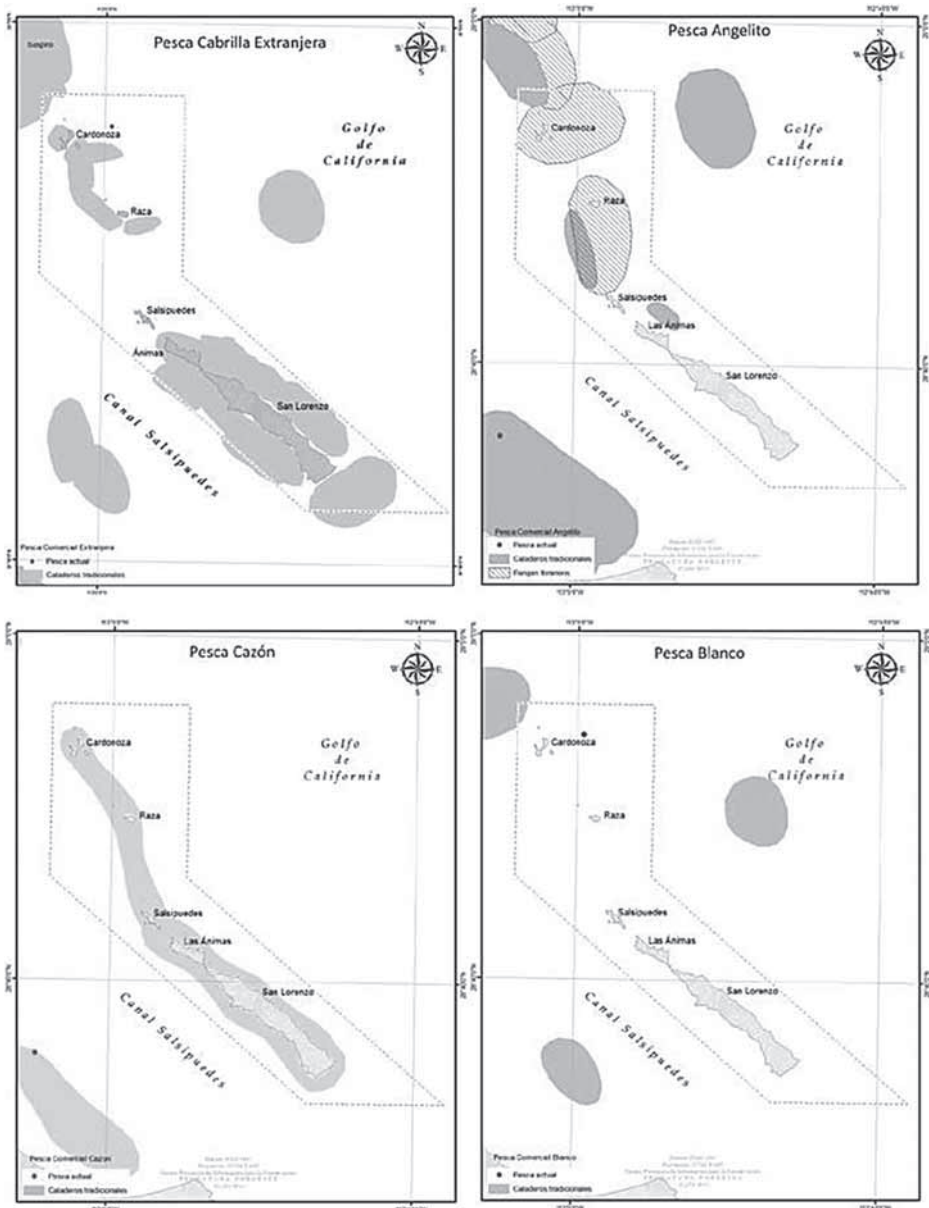 Pesca Cabrilla Extranjera
N
W
E
S
Cardonoza
Golfo
de
California
Raza
Salsipuedes
Ánimas
San Lorenzo
Canal Salsipuedes
Pesca Comercial Extranjera
Pesca actual
Caladeros tradicionales
Pesca Angelito
N
W
E
S
Cardonoza
Golfo
de
California
Raza
Salsipuedes
Las Ánimas
San Lorenzo
Canal Salsipuedes
Pesca Comercial Angelito
Pesca actual
Caladeros tradicionales
Pesca Cazón
N
W
E
S
Cardonoza
Golfo
de
California
Raza
Salsipuedes
Las Ánimas
San Lorenzo
Canal Salsipuedes
Pesca Comercial Cazón
Pesca actual
Caladeros tradicionales
Pesca Blanco
N
W
E
S
Cardonoza
Golfo
de
California
Raza
Salsipuedes
Las Ánimas
San Lorenzo
Canal Salsipuedes
Pesca Comercial Blanco
Pesca actual
Caladeros tradicionales